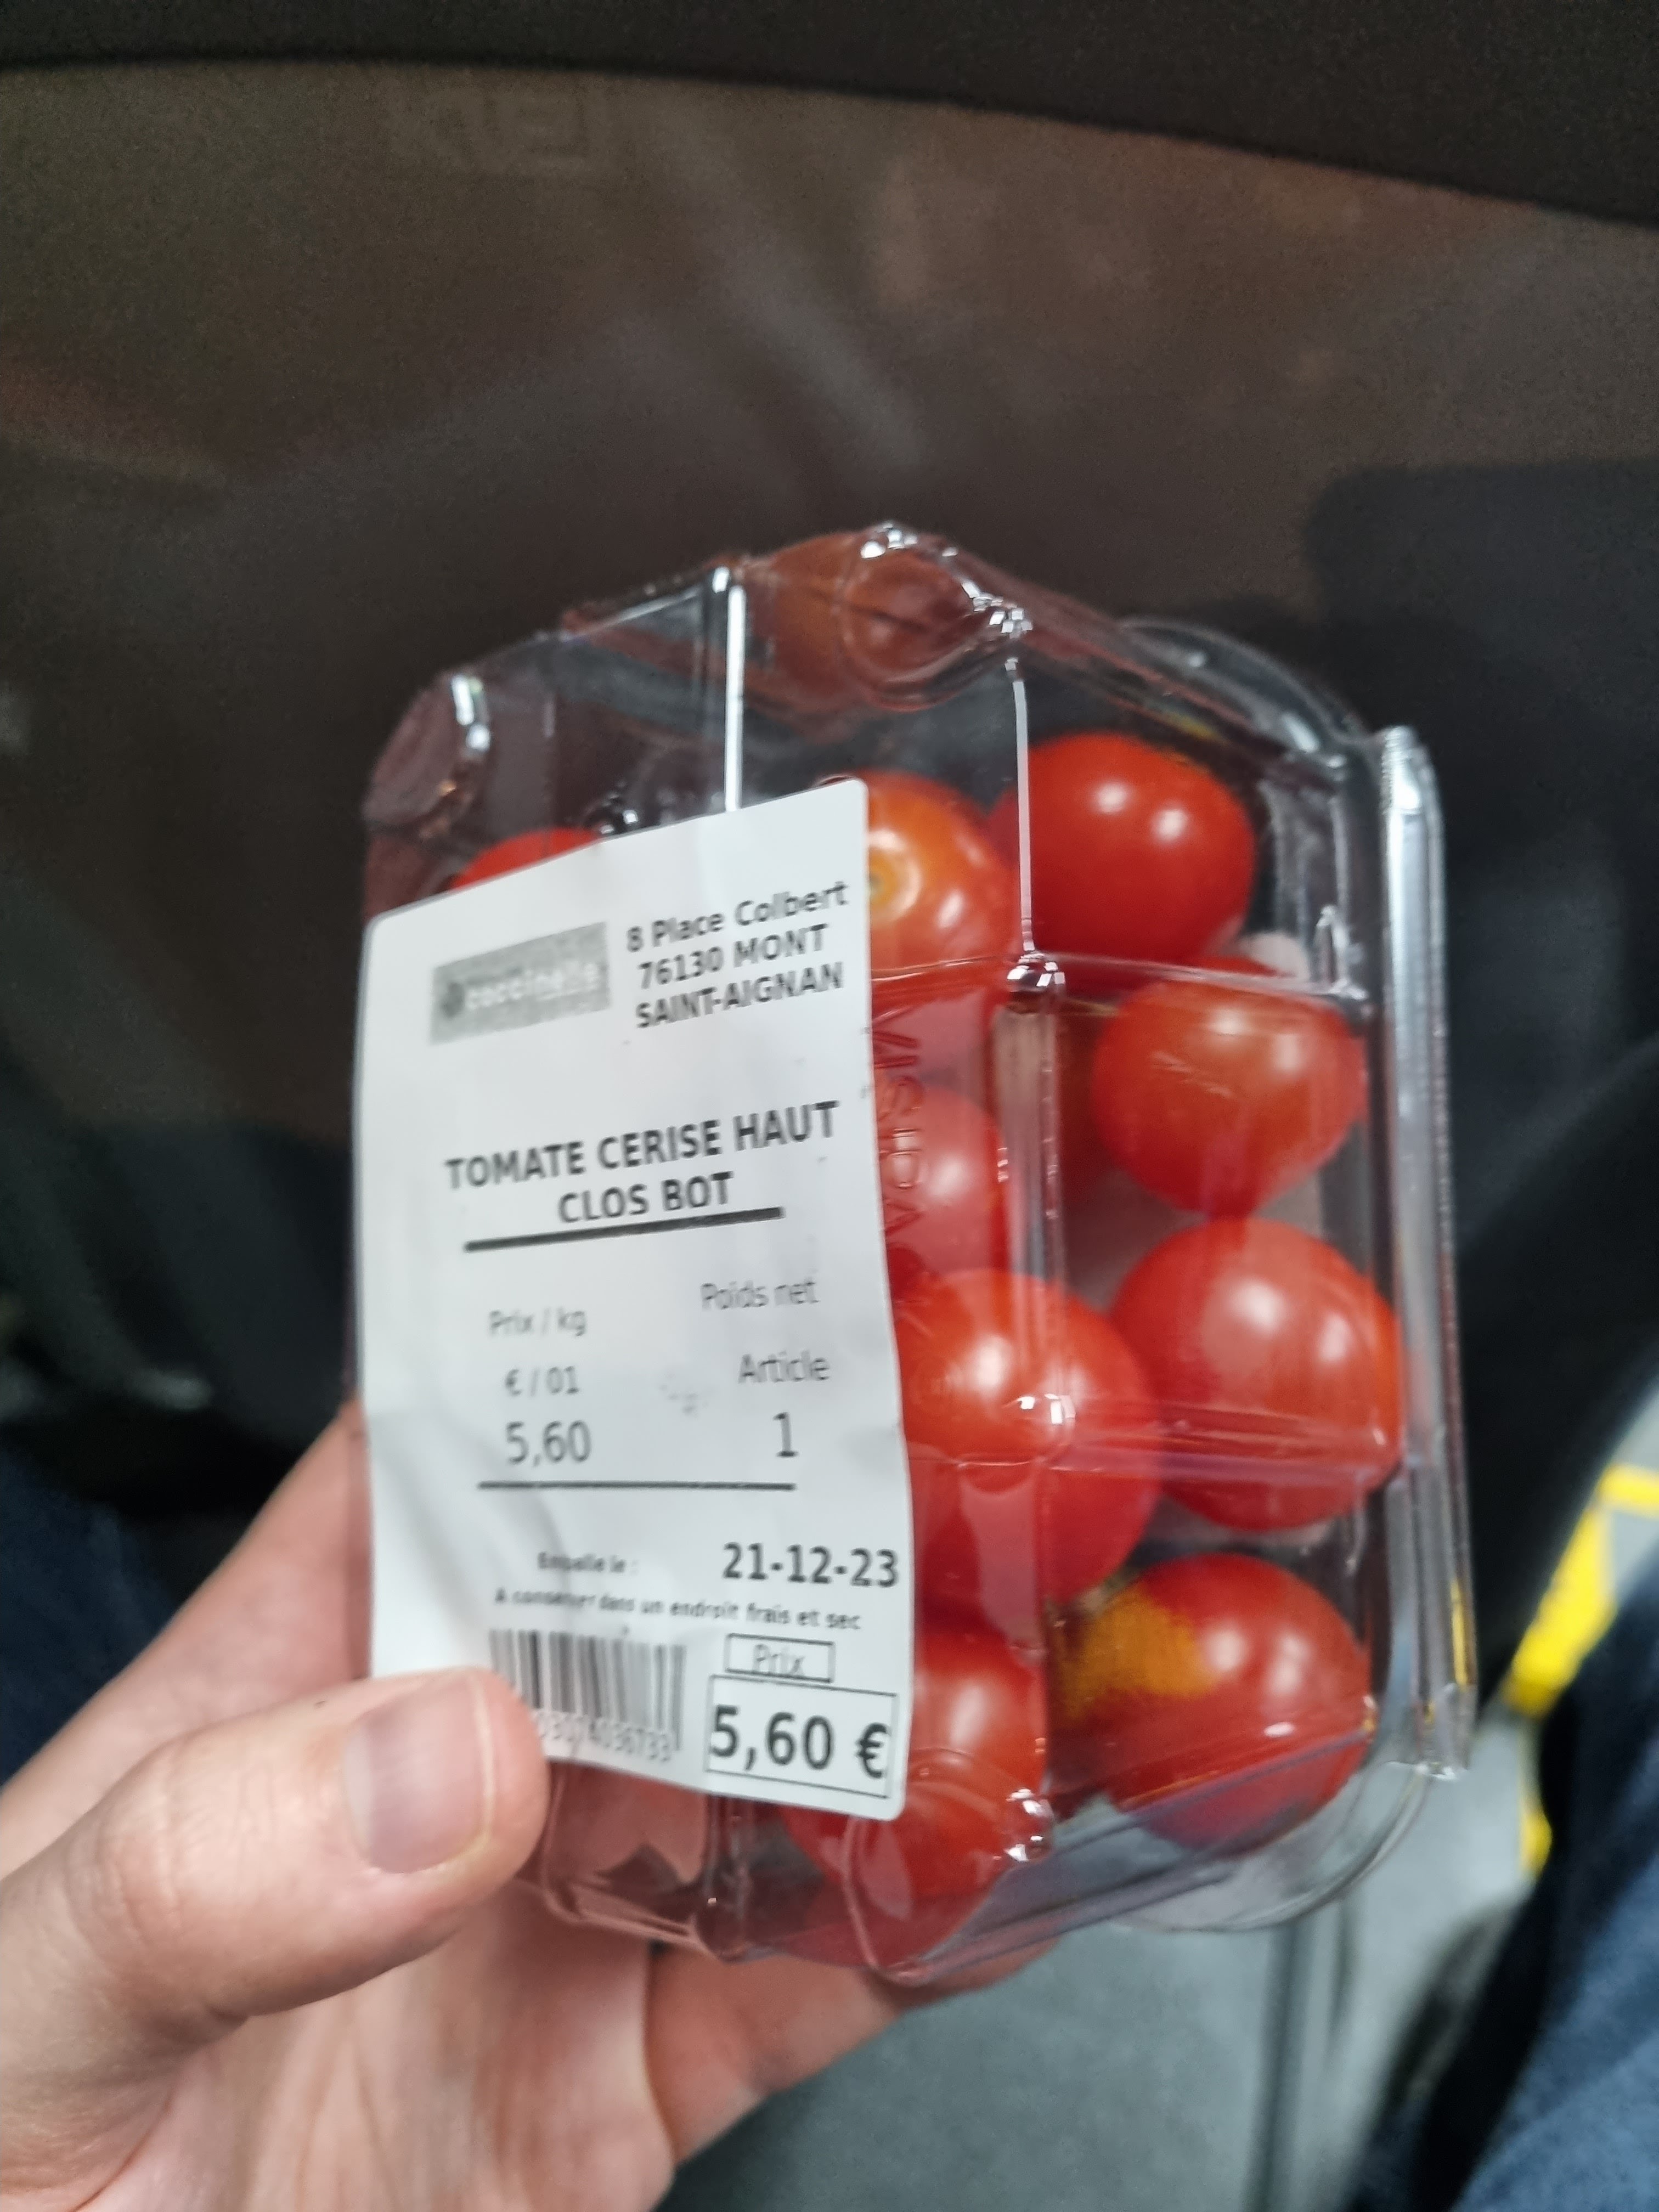 coccinelle
8 Place Colbert
76130 MONT
SAINT-AIGNAN
TOMATE CERISE HAUT
CLOS BOT
Prix / kg
Poids net
€ / 01
Article
5,60
1
Emballe le :
21-12-23
A conserver dans un endroit frais et sec
Prix
5,60 €